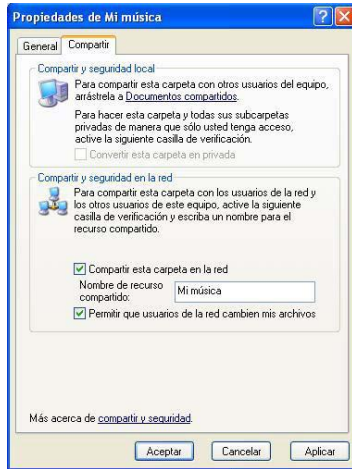 Propiedades de Mi música
General Compartir
Compartir y seguridad local
Para compartir esta carpeta con otros usuarios del equipo,
arrástrela a Documentos compartidos.
Para hacer esta carpeta y todas sus subcarpetas
privadas de manera que sólo usted tenga acceso,
active la siguiente casilla de verificación.
Convertir esta carpeta en privada
Compartir y seguridad en la red
Para compartir esta carpeta con los usuarios de la red y
los otros usuarios de este equipo, active la siguiente
casilla de verificación y escriba un nombre para el
recurso compartido.
Compartir esta carpeta en la red
Nombre de recurso
compartido: Mi música
Permitir que usuarios de la red cambien mis archivos
Más acerca de compartir y seguridad.
Aceptar Cancelar Aplicar